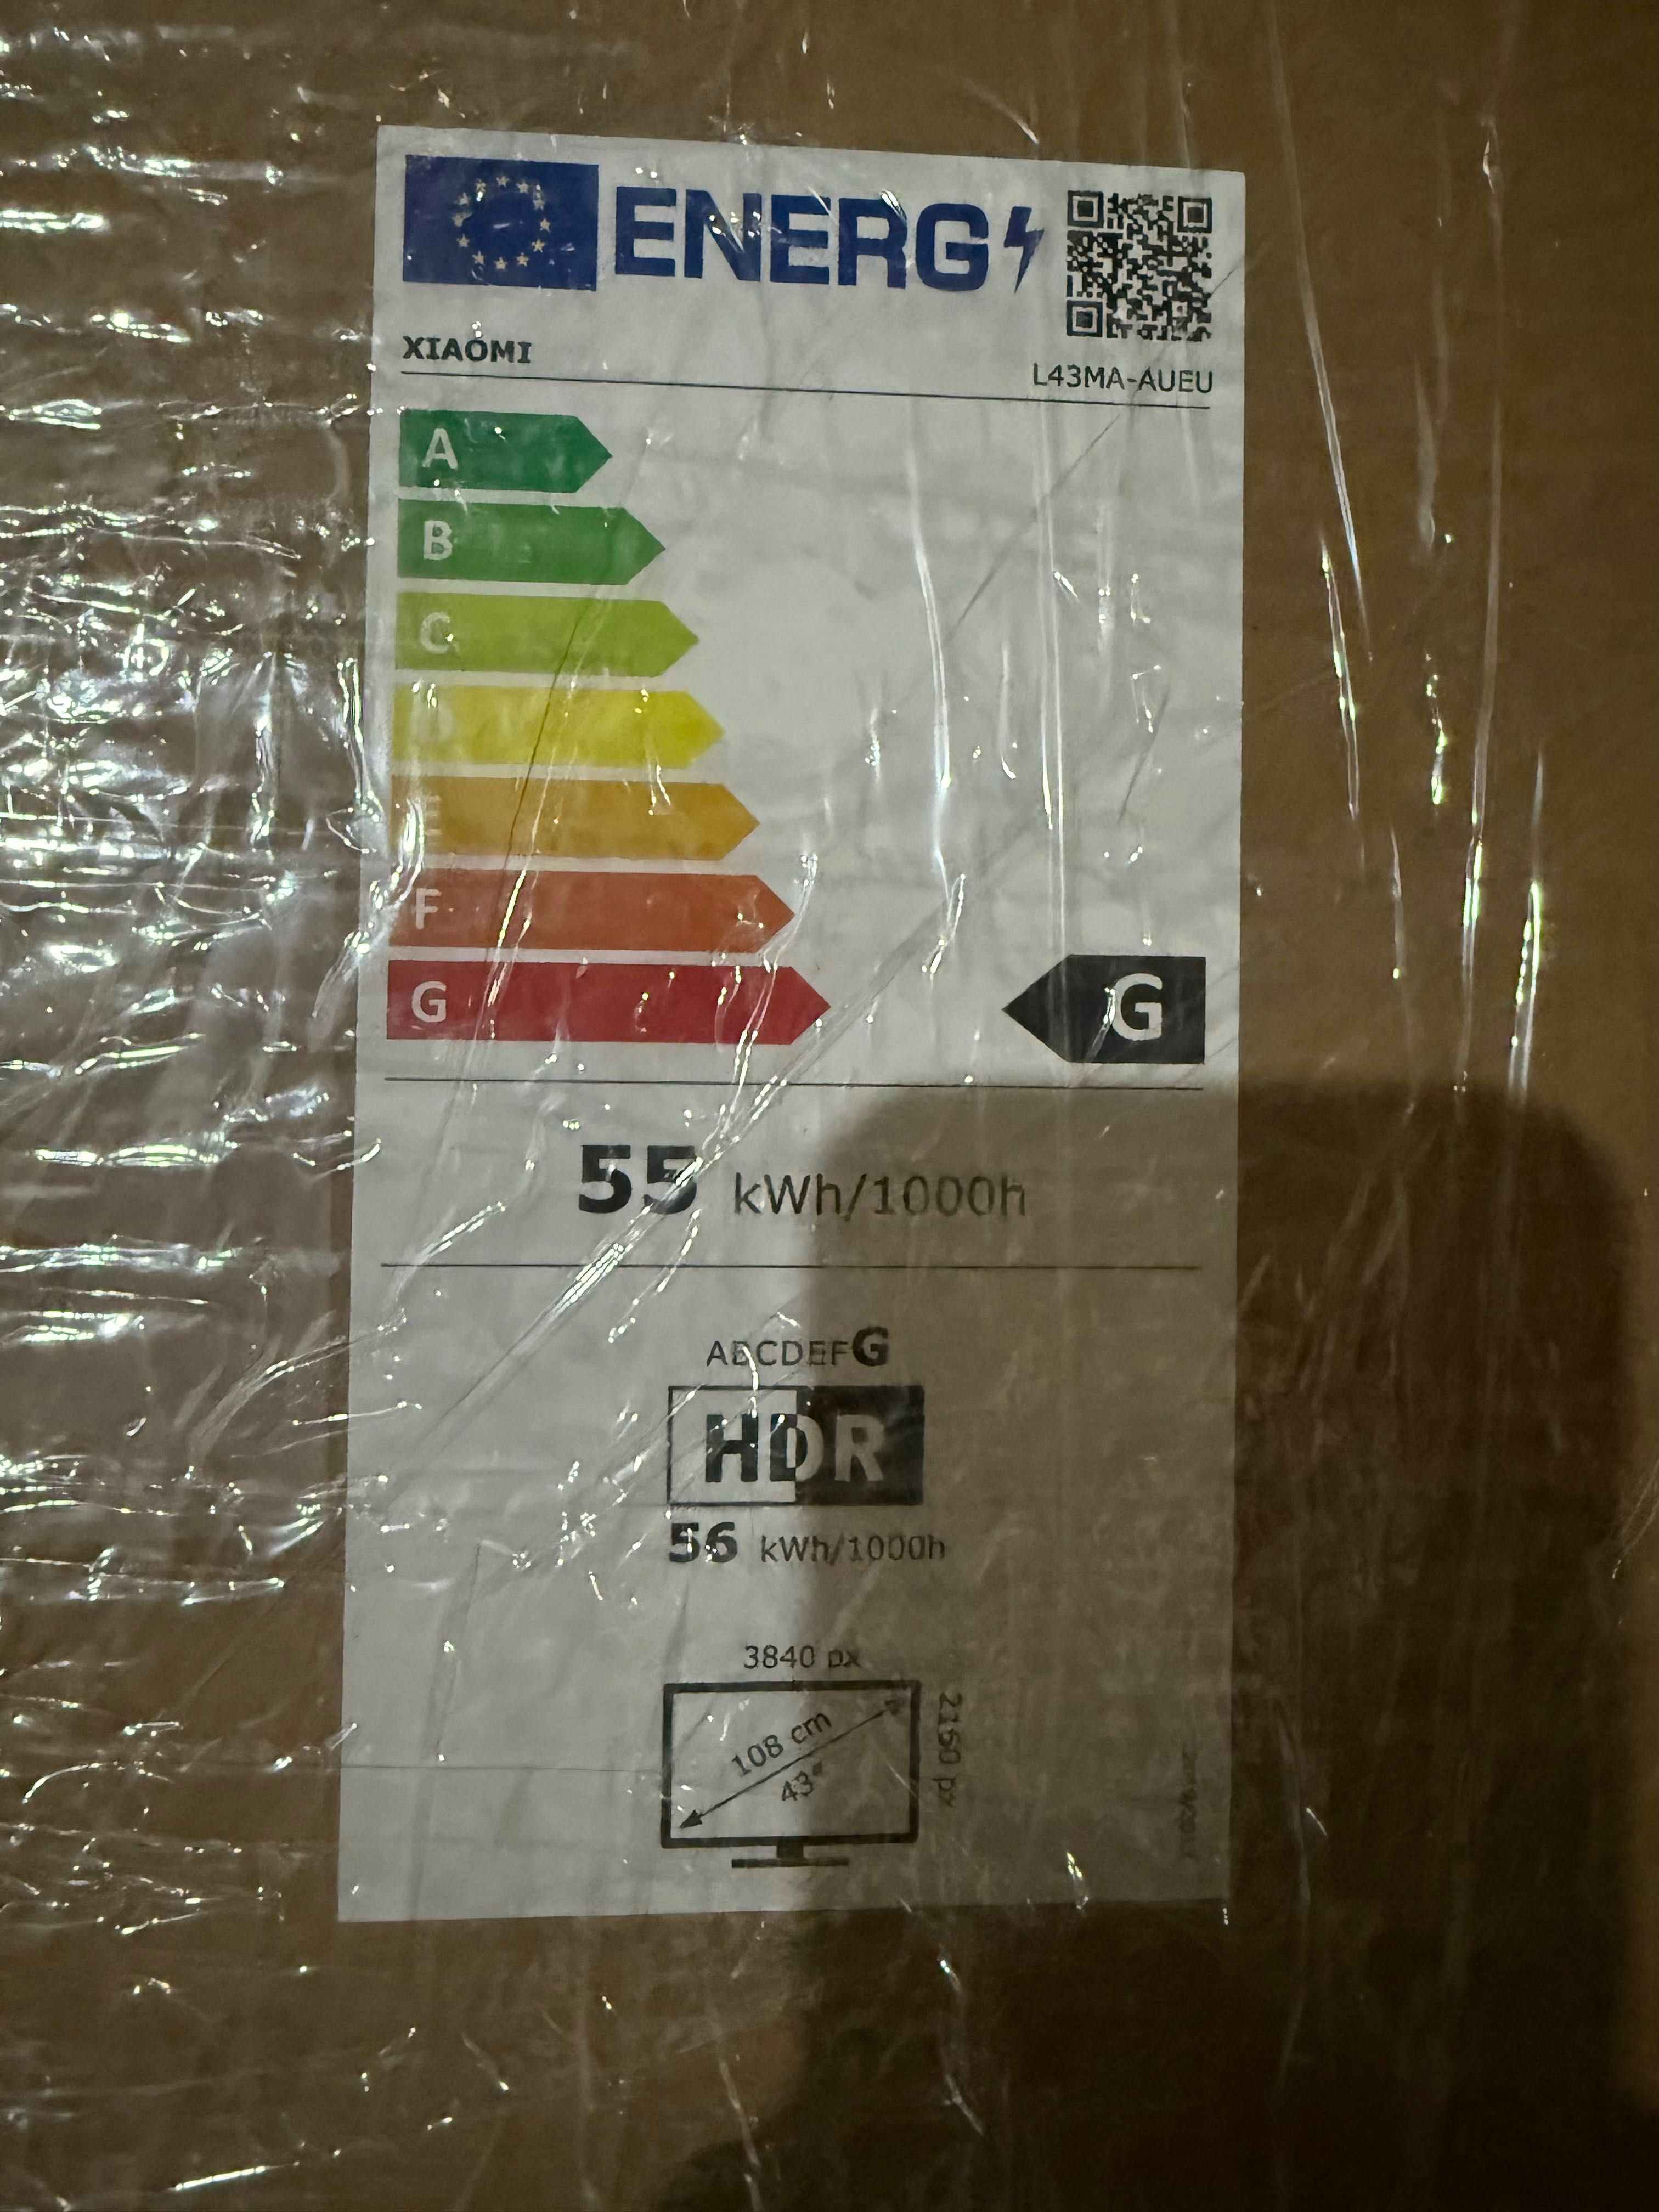 ENERG
XIAOMI
L43MA-AUEU
A
B
C
D
E
F
G
G
55 kWh/1000h
ABCDEFG
HDR
56 kWh/1000h
3840 px
108 cm
43"
2160 px